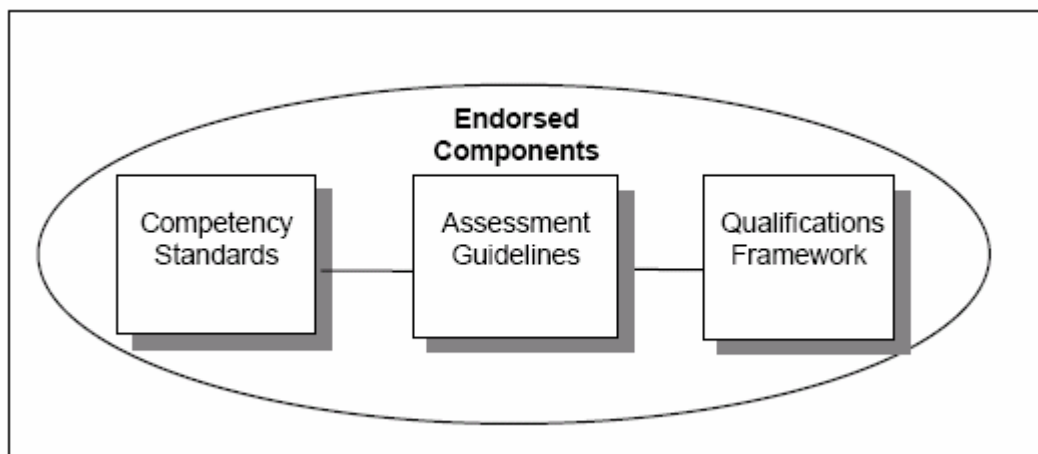 Endorsed
Components
Competency
Standards
Assessment
Guidelines
Qualifications
Framework